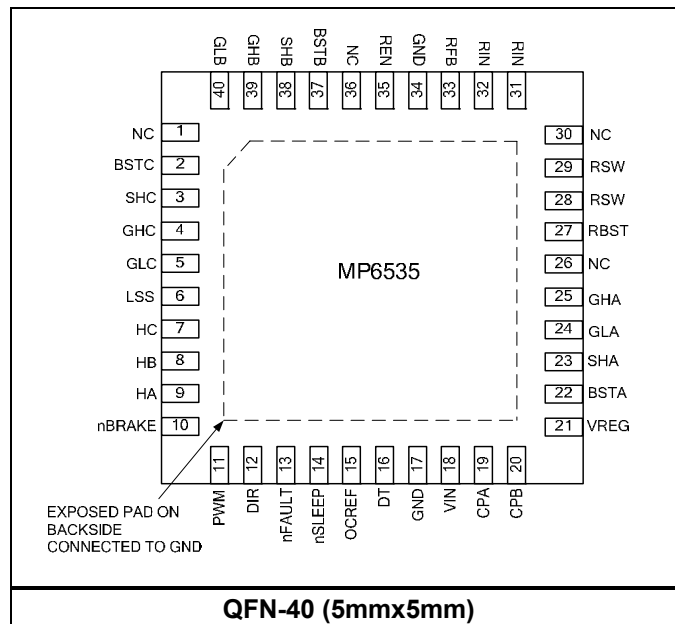 GLB GHB SHB BSTB NC REN GND RFB RIN RIN
40 39 38 37 36 35 34 33 32 31
NC 1
BSTC 2
SHC 3
GHC 4
GLC 5
LSS 6
HC 7
HB 8
HA 9
nBRAKE 10
MP6535
30 NC
29 RSW
28 RSW
27 RBST
26 NC
25 GHA
24 GLA
23 SHA
22 BSTA
21 VREG
11 12 13 14 15 16 17 18 19 20
PWM DIR nFAULT nSLEEP OCREF DT GND VIN CPA CPB
EXPOSED PAD ON
BACKSIDE
CONNECTED TO GND
QFN-40 (5mmx5mm)